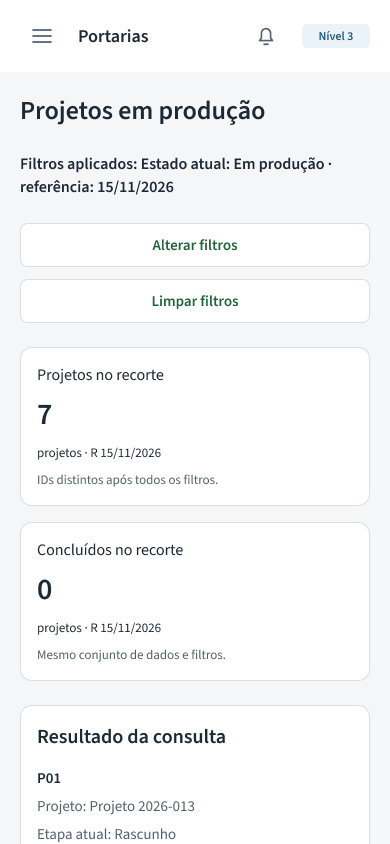 Portarias
Nível 3
Projetos em produção
Filtros aplicados: Estado atual: Em produção ·
referência: 15/11/2026
Alterar filtros
Limpar filtros
Projetos no recorte
7
projetos · R 15/11/2026
IDs distintos após todos os filtros.
Concluídos no recorte
0
projetos · R 15/11/2026
Mesmo conjunto de dados e filtros.
Resultado da consulta
P01
Projeto: Projeto 2026-013
Etapa atual: Rascunho